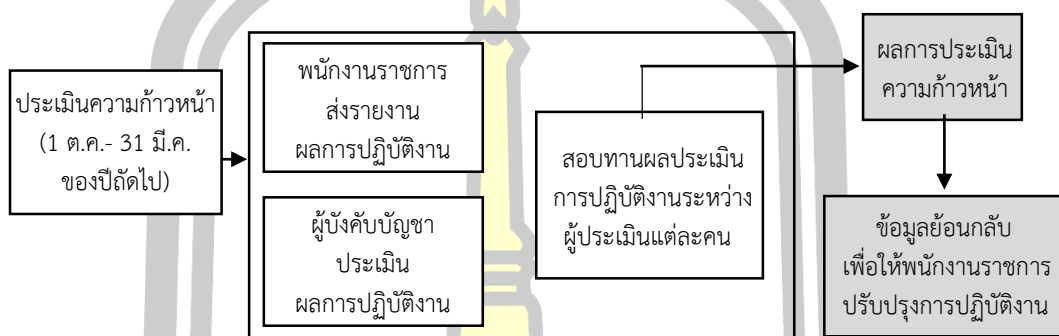 ประเมินความก้าวหน้า
(1 ต.ค.- 31 มี.ค.
ของปีถัดไป)
พนักงานราชการ
ส่งรายงาน
ผลการปฏิบัติงาน
ผู้บังคับบัญชา
ประเมิน
ผลการปฏิบัติงาน
สอบทานผลประเมิน
การปฏิบัติงานระหว่าง
ผู้ประเมินแต่ละคน
ผลการประเมิน
ความก้าวหน้า
ข้อมูลย้อนกลับ
เพื่อให้พนักงานราชการ
ปรับปรุงการปฏิบัติงาน